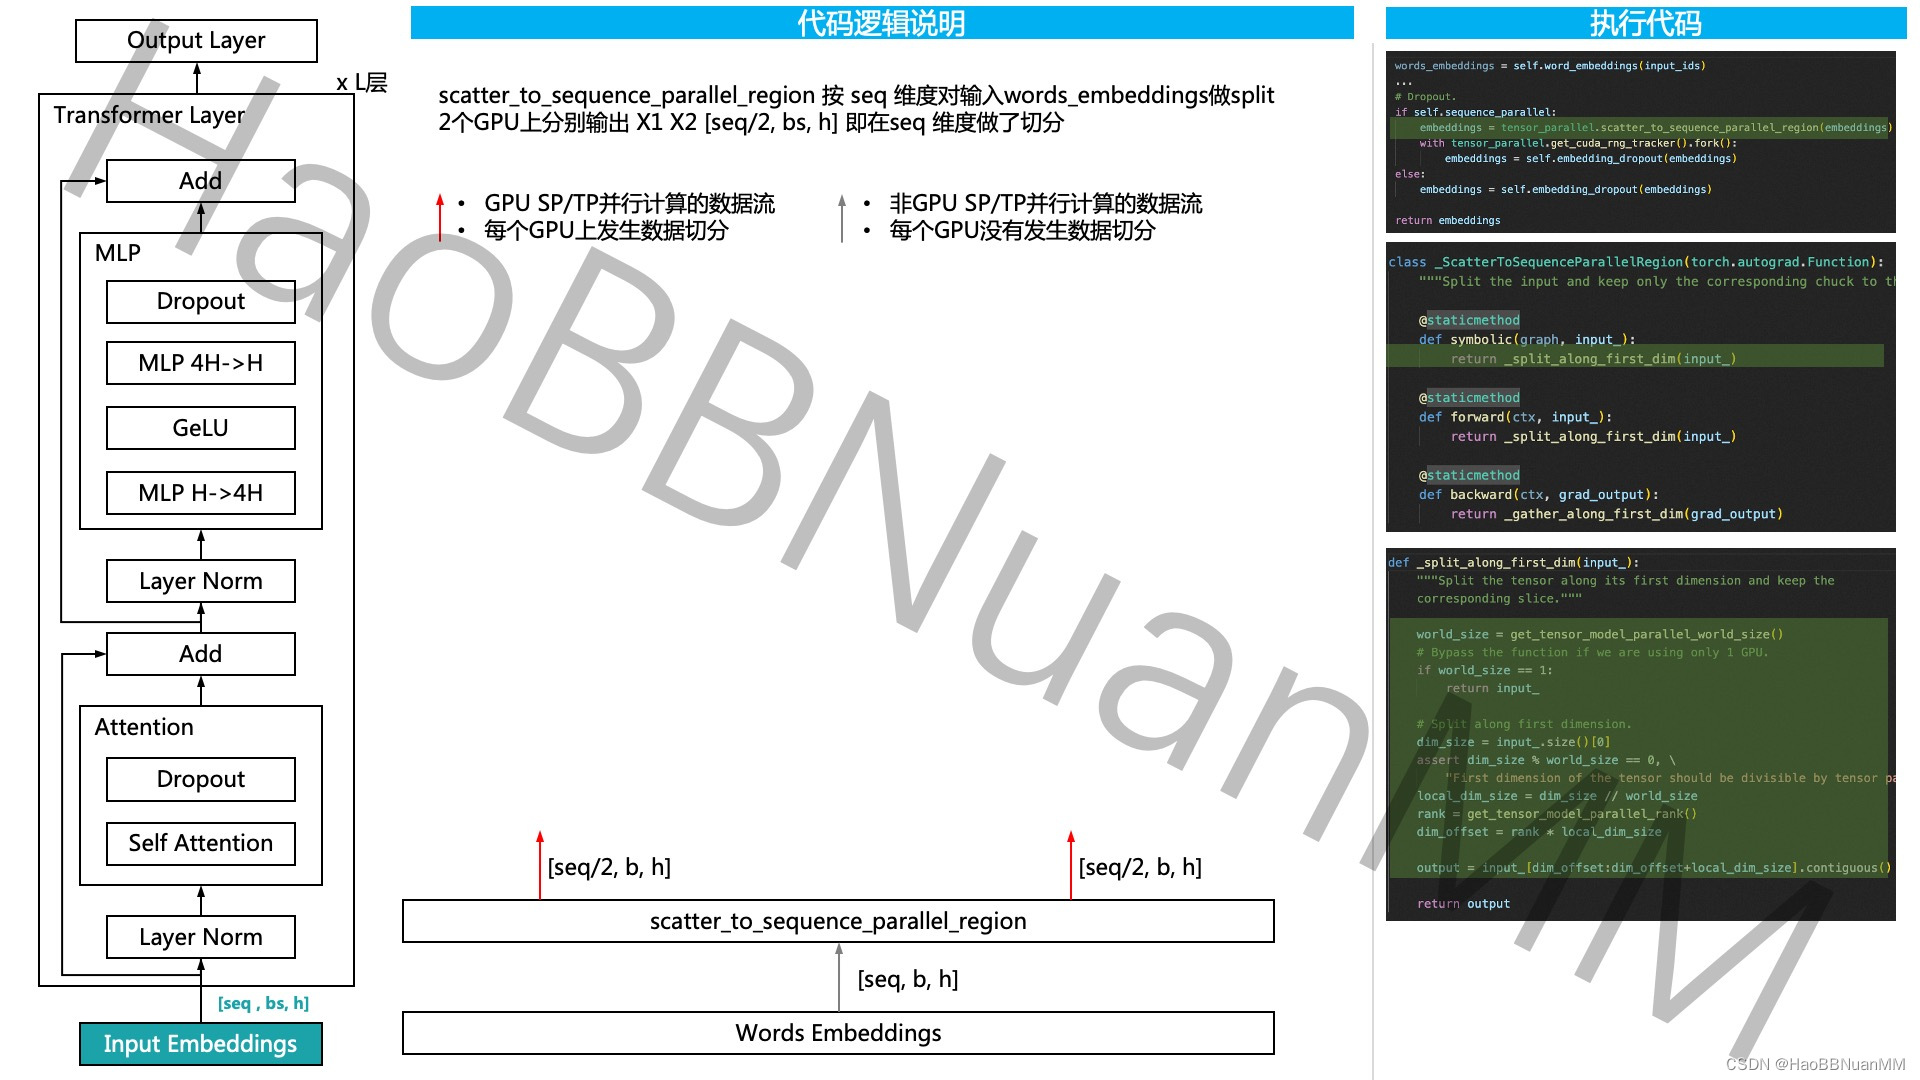 Output Layer
x L层
Transformer Layer
Add
MLP
Dropout
MLP 4H->H
GeLU
MLP H->4H
Layer Norm
Add
Attention
Dropout
Self Attention
Layer Norm
[seq , bs, h]
Input Embeddings
代码逻辑说明
scatter_to_sequence_parallel_region 按 seq 维度对输入words_embeddings做split
2个GPU上分别输出 X1 X2 [seq/2, bs, h] 即在seq 维度做了切分
• GPU SP/TP并行计算的数据流
• 每个GPU上发生数据切分
• 非GPU SP/TP并行计算的数据流
• 每个GPU没有发生数据切分
[seq/2, b, h]
[seq/2, b, h]
scatter_to_sequence_parallel_region
[seq, b, h]
Words Embeddings
执行代码
words_embeddings = self.word_embeddings(input_ids)
...
# Dropout.
if self.sequence_parallel:
embeddings = tensor_parallel.scatter_to_sequence_parallel_region(embeddings)
with tensor_parallel.get_cuda_rng_tracker().fork():
embeddings = self.embedding_dropout(embeddings)
else:
embeddings = self.embedding_dropout(embeddings)
return embeddings
class _ScatterToSequenceParallelRegion(torch.autograd.Function):
"""Split the input and keep only the corresponding chuck to th
@staticmethod
def symbolic(graph, input_):
return _split_along_first_dim(input_)
@staticmethod
def forward(ctx, input_):
return _split_along_first_dim(input_)
@staticmethod
def backward(ctx, grad_output):
return _gather_along_first_dim(grad_output)
def _split_along_first_dim(input_):
"""Split the tensor along its first dimension and keep the
corresponding slice."""
world_size = get_tensor_model_parallel_world_size()
# Bypass the function if we are using only 1 GPU.
if world_size == 1:
return input_
# Split along first dimension.
dim_size = input_.size()[0]
assert dim_size % world_size == 0, \
"First dimension of the tensor should be divisible by tensor pa
local_dim_size = dim_size // world_size
rank = get_tensor_model_parallel_rank()
dim_offset = rank * local_dim_size
output = input_[dim_offset:dim_offset+local_dim_size].contiguous()
return output
HaoBBNuanMM
CSDN @HaoBBNuanMM